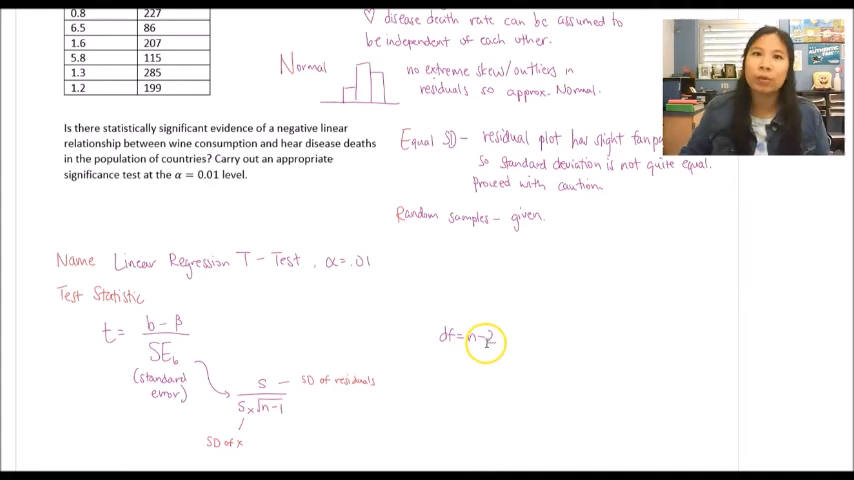 0.8 227
6.5 86
1.6 207
5.8 115
1.3 285
1.2 199
♡ disease death rate can be assumed to
be independent of each other.
Normal
no extreme skew/outliers in
residuals so approx. Normal.
Is there statistically significant evidence of a negative linear
relationship between wine consumption and hear disease deaths
in the population of countries? Carry out an appropriate
significance test at the α = 0.01 level.
Equal SD - residual plot has slight fan
so standard deviation is not quite equal.
Proceed with caution.
Random samples - given.
Name Linear Regression T-Test, α=.01
Test Statistic
t = b-β / SE_b
(standard
error)
s / s_x√n-1
SD of residuals
SD of x
df = n-2
AUTHENTIC